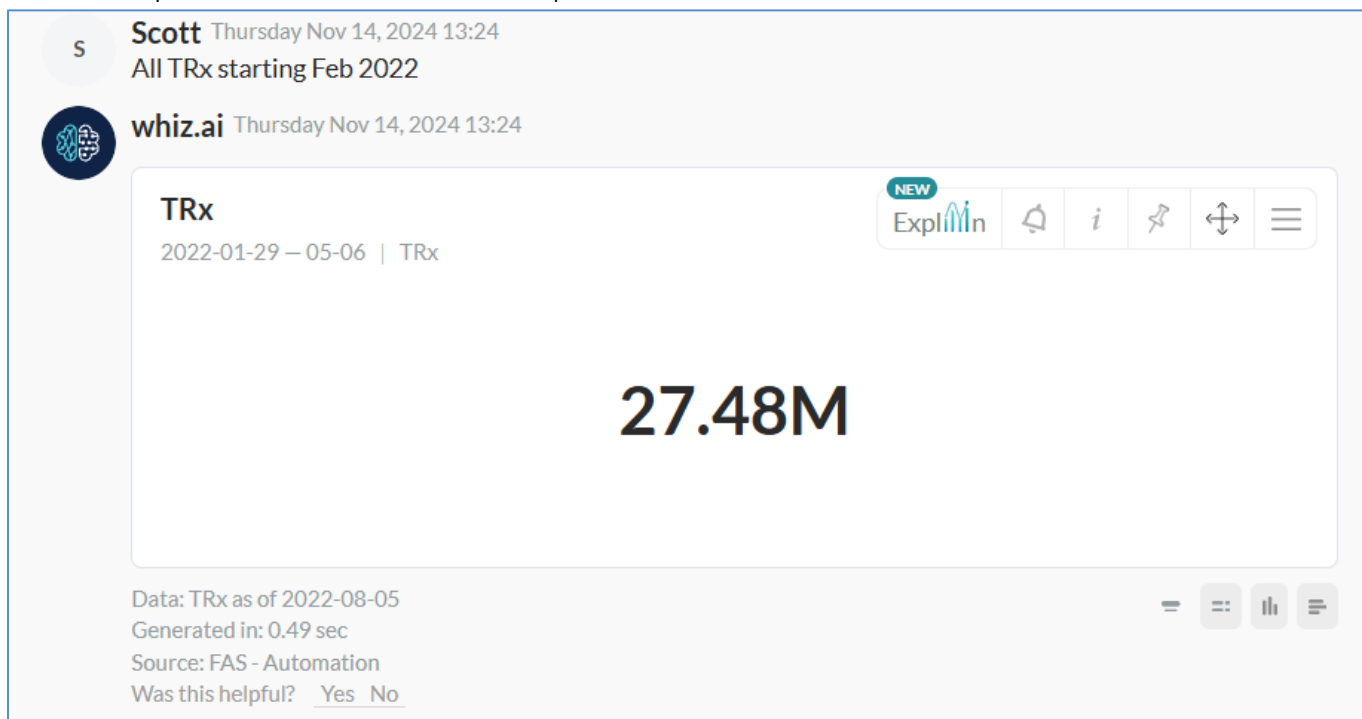 S
Scott Thursday Nov 14, 2024 13:24
All TRx starting Feb 2022
whiz.ai Thursday Nov 14, 2024 13:24
TRx
2022-01-29 — 05-06 | TRx
NEW
Explain
i
27.48M
Data: TRx as of 2022-08-05
Generated in: 0.49 sec
Source: FAS - Automation
Was this helpful? Yes No